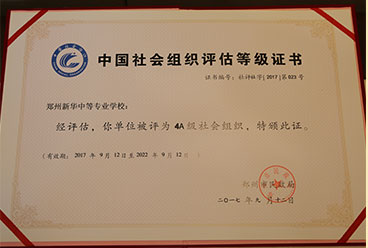 中国社会组织评估等级证书
证书编号：社评证字[2017]第023号
郑州新华中等专业学校：
经评估，你单位被评为4A级社会组织，特颁此证。
（有效期：2017年9月12日至2022年9月12日）
郑州市民政局
二〇一七年九月十二日